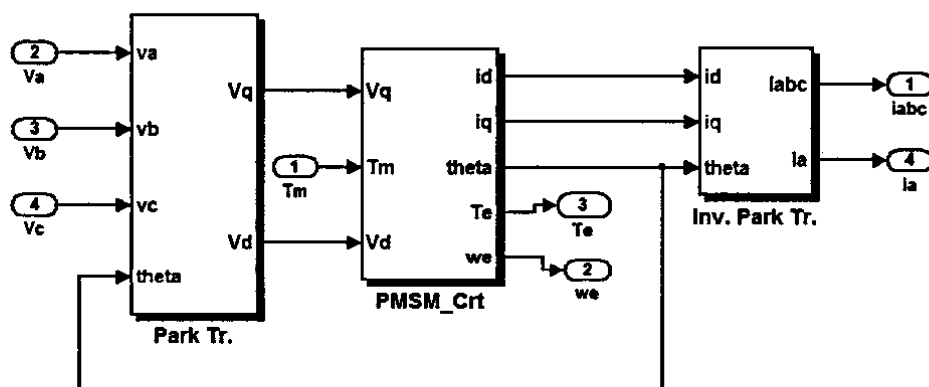 2
Va
3
Vb
4
Vc
va
vb
vc
theta
Vq
Vd
Park Tr.
1
Tm
Vq
Tm
Vd
id
iq
theta
Te
we
PMSM_Crt
3
Te
2
we
id
iq
theta
Iabc
Ia
Inv. Park Tr.
1
iabc
4
Ia